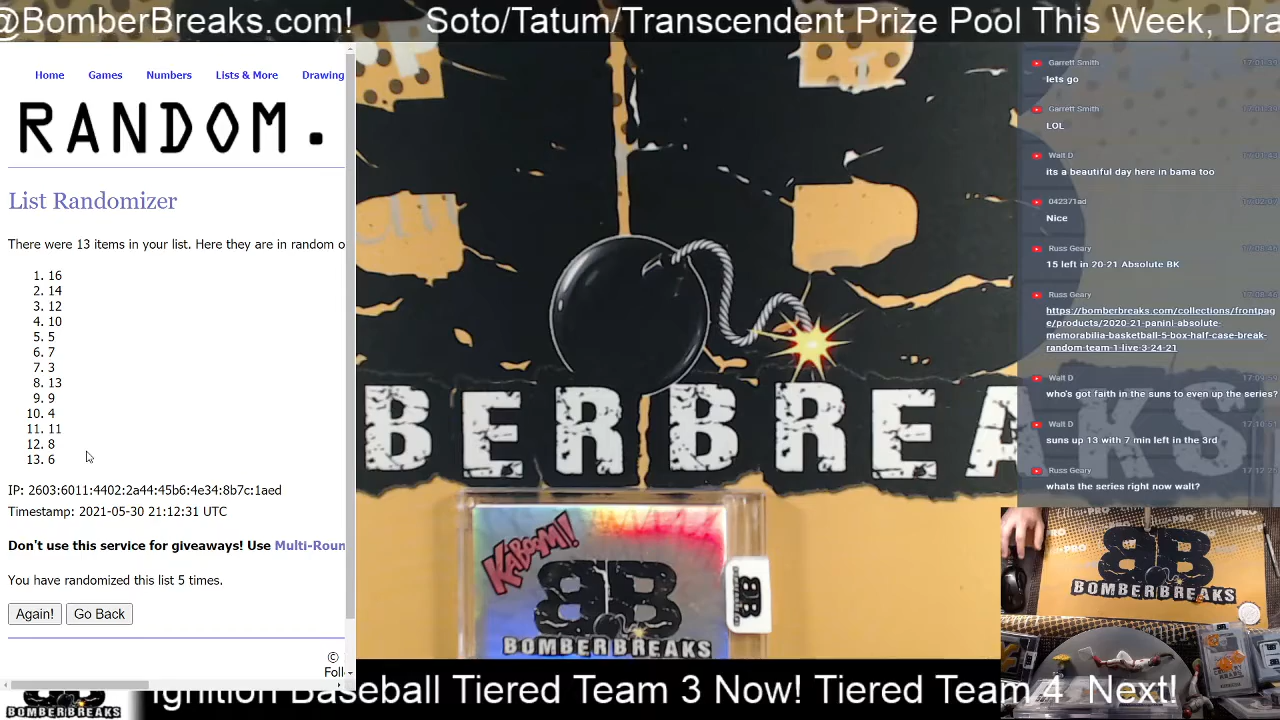 @BomberBreaks.com! Soto/Tatum/Transcendent Prize Pool This Week, Dra
Home Games Numbers Lists & More Drawing
RANDOM.
List Randomizer
There were 13 items in your list. Here they are in random o
1. 16
2. 14
3. 12
4. 10
5. 5
6. 7
7. 3
8. 13
9. 9
10. 4
11. 11
12. 8
13. 6
IP: 2603:6011:4402:2a44:45b6:4e34:8b7c:1aed
Timestamp: 2021-05-30 21:12:31 UTC
Don't use this service for giveaways! Use Multi-Roun
You have randomized this list 5 times.
Again! Go Back
©
Foll
BERBREA
KABOOM!!
BB
BOMBERBREAKS
Garrett Smith
lets go
Garrett Smith
LOL
Walt D
its a beautiful day here in bama too
042371ad
Nice
Russ Geary
15 left in 20-21 Absolute BK
Russ Geary
https://bomberbreaks.com/collections/frontpag
e/products/2020-21-panini-absolute-
memorabilia-basketball-5-box-half-case-break-
random-team-1-live-3-24-21
Walt D
who's got faith in the suns to even up the series?
Walt D
suns up 13 with 7 min left in the 3rd
Russ Geary
whats the series right now walt?
BB
BOMBERBREAKS
BOMBERBREAKS
Ignition Baseball Tiered Team 3 Now! Tiered Team 4 Next!